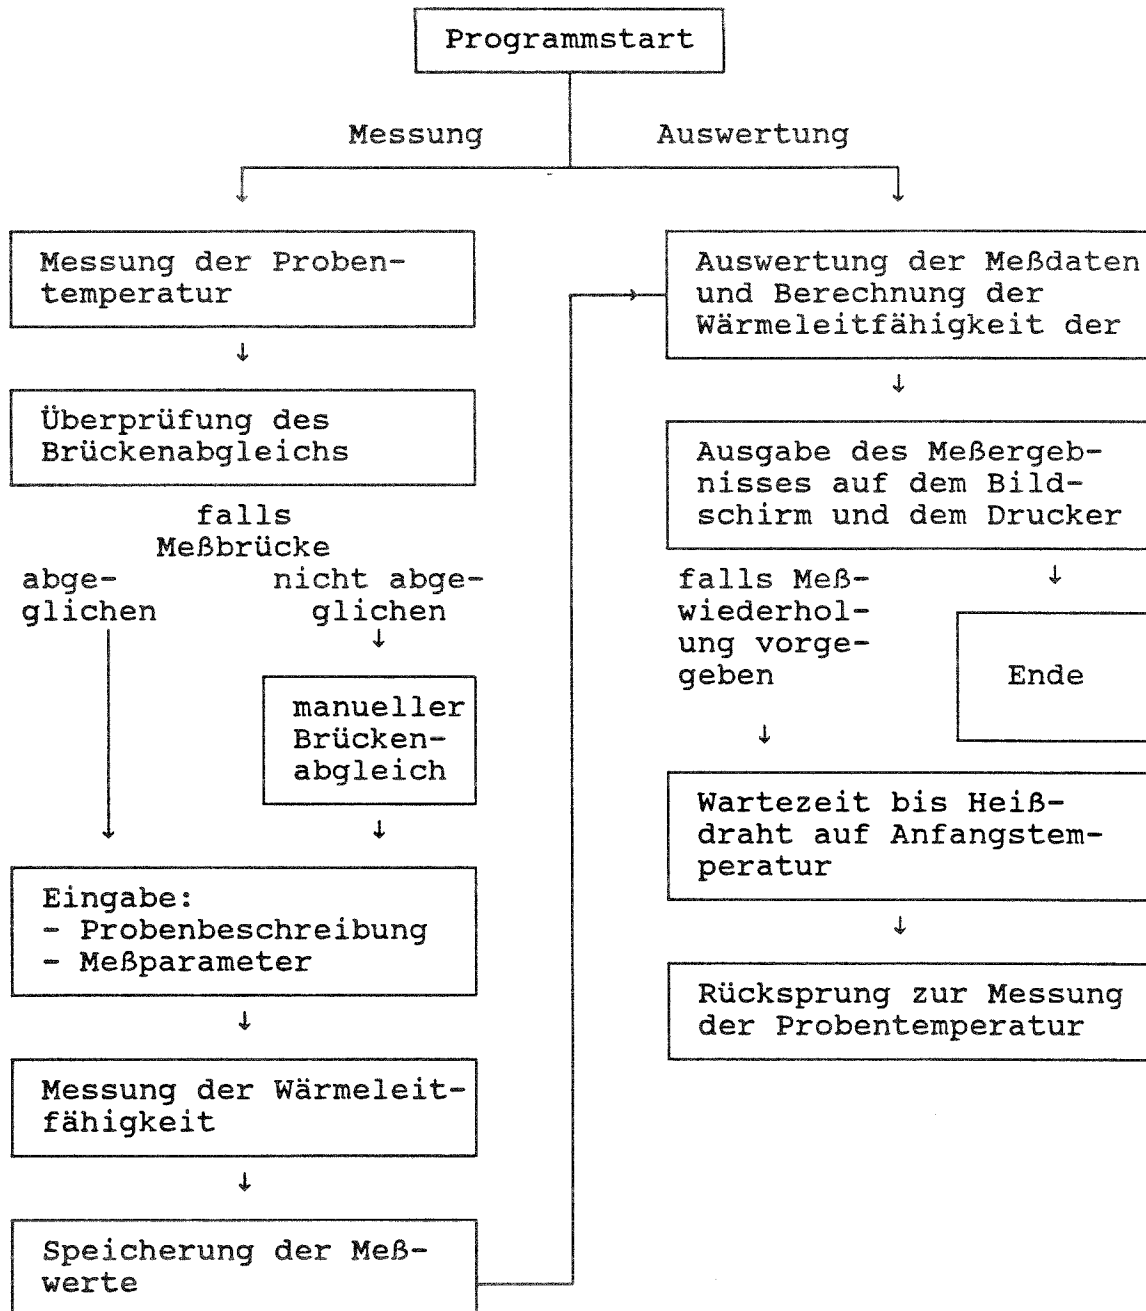 Programmstart
Messung
Auswertung
Messung der Proben-
temperatur
Überprüfung des
Brückenabgleichs
falls
Meßbrücke
abge-
glichen
nicht abge-
glichen
manueller
Brücken-
abgleich
Eingabe:
- Probenbeschreibung
- Meßparameter
Messung der Wärmeleit-
fähigkeit
Speicherung der Meß-
werte
Auswertung der Meßdaten
und Berechnung der
Wärmeleitfähigkeit der
Ausgabe des Meßergeb-
nisses auf dem Bild-
schirm und dem Drucker
falls Meß-
wiederhol-
ung vorge-
geben
Ende
Wartezeit bis Heiß-
draht auf Anfangstem-
peratur
Rücksprung zur Messung
der Probentemperatur